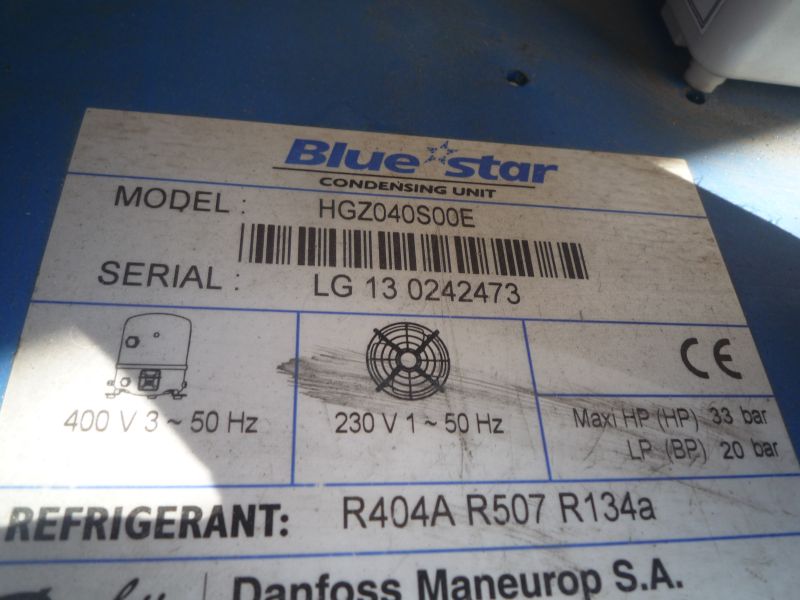 Blue star
CONDENSING UNIT
MODEL : HGZ040S00E
SERIAL : LG 13 0242473
CE
400 V 3 ~ 50 Hz
230 V 1 ~ 50 Hz
Maxi HP (HP) 33 bar
LP (BP) 20 bar
REFRIGERANT: R404A R507 R134a
Danfoss Maneurop S.A.